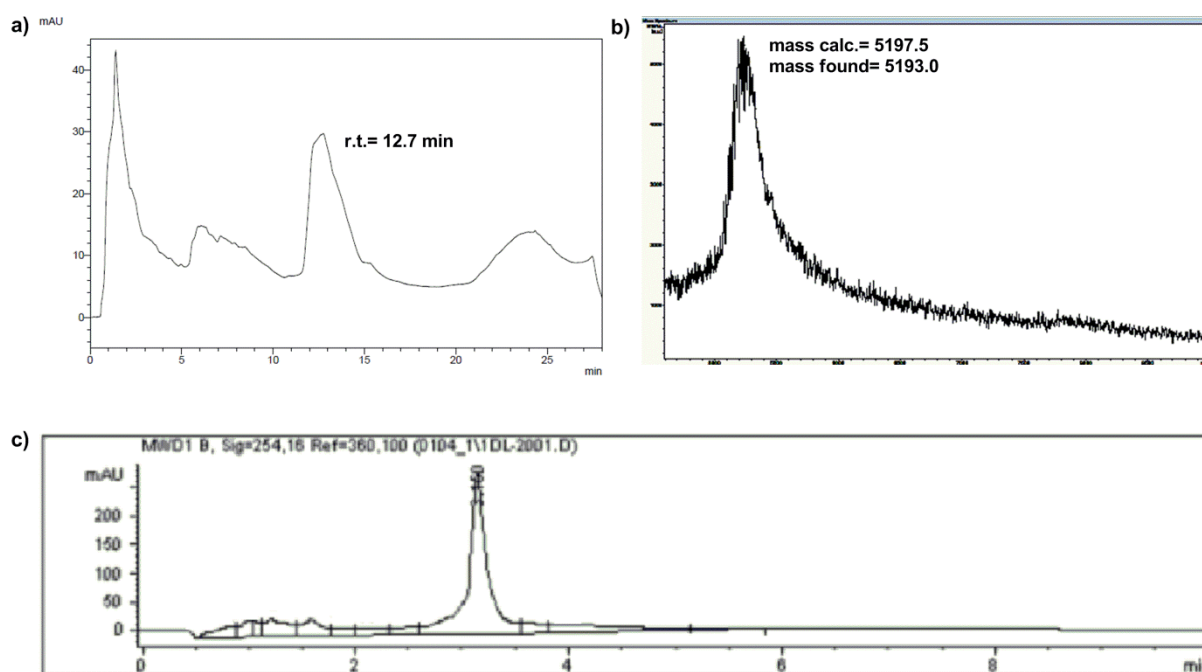 a)
mAU
40
30
20
10
0
r.t.= 12.7 min
0 5 10 15 20 25
min
b)
mass calc.= 5197.5
mass found= 5193.0
c)
MWD1 B, Sig=254,16 Ref=360,100 (0104_1\1DL-2001.D)
mAU
200
150
100
50
0
0 2 4 6 8